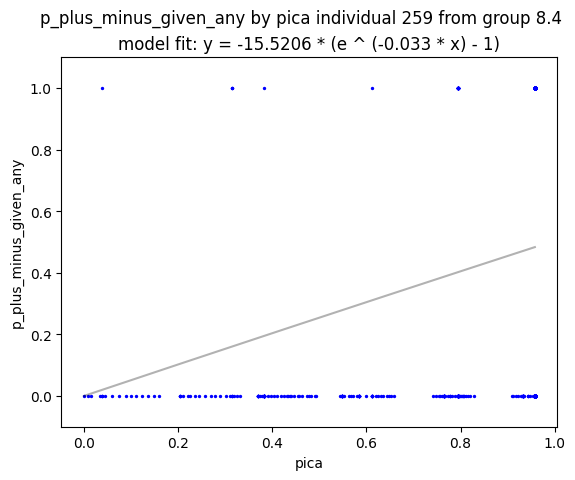 p_plus_minus_given_any by pica individual 259 from group 8.4
model fit: y = -15.5206 * (e ^ (-0.033 * x) - 1)
1.0
0.8
0.6
0.4
0.2
0.0
p_plus_minus_given_any
0.0 0.2 0.4 0.6 0.8 1.0
pica